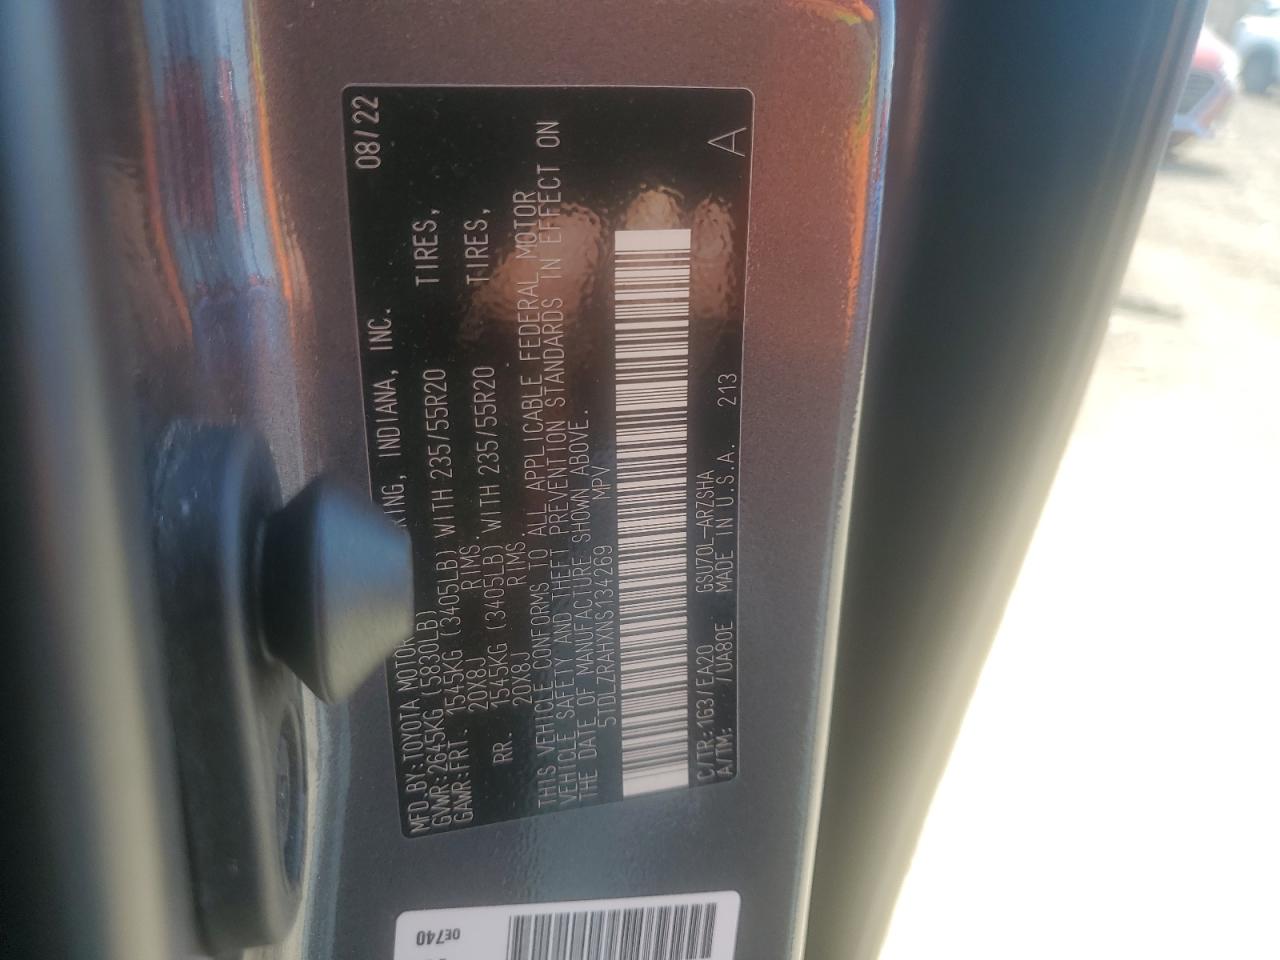 MFD.BY:TOYOTA MOTOR RING, INDIANA, INC. 08/22
GVWR:2645KG (5830LB)
GAWR:FRT. 1545KG (3405LB) WITH 235/55R20 TIRES,
20X8J RIMS.
RR. 1545KG (3405LB) WITH 235/55R20 TIRES,
20X8J RIMS.
THIS VEHICLE CONFORMS TO ALL APPLICABLE FEDERAL MOTOR
VEHICLE SAFETY AND THEFT PREVENTION STANDARDS IN EFFECT ON
THE DATE OF MANUFACTURE SHOWN ABOVE.
5TDLZRAHXNS134269 MPV
C/TR:1G3/EA20 GSU70L-ARZSHA
A/TM: /UA80E MADE IN U.S.A. 213 A
0E740